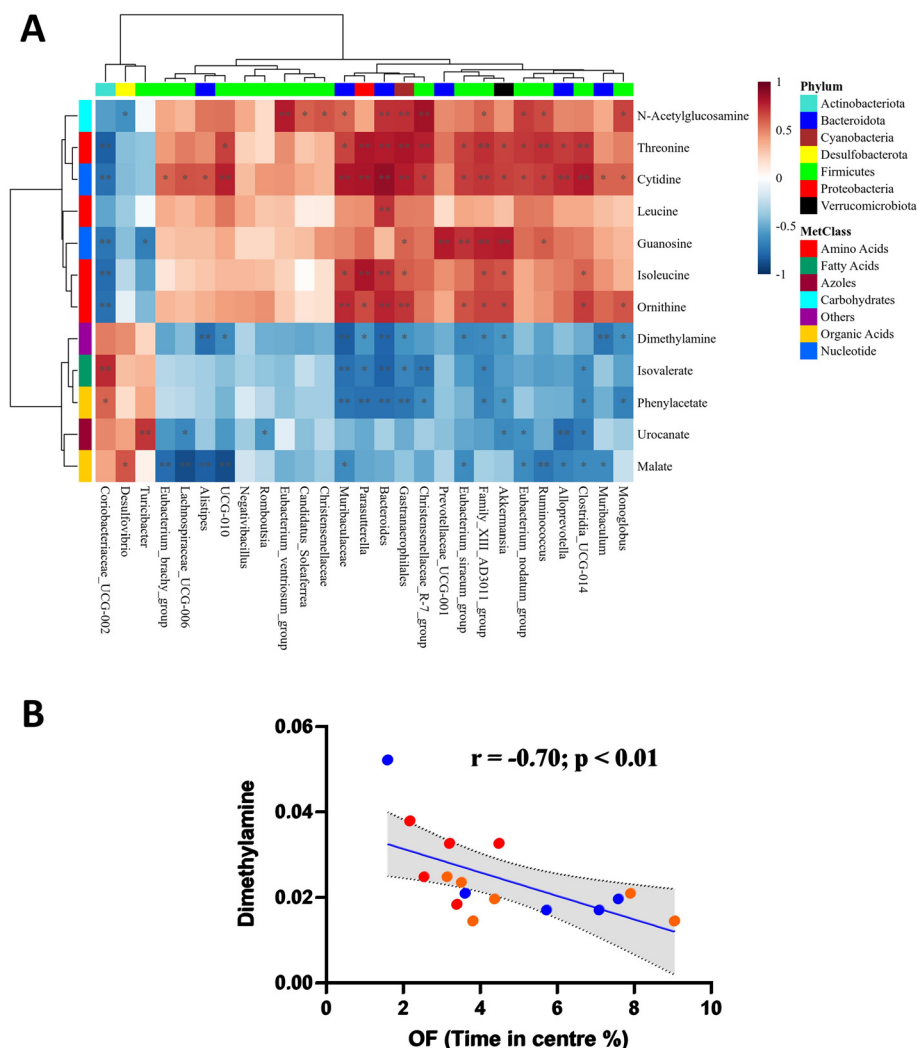 A
N-Acetylglucosamine
Threonine
Cytidine
Leucine
Guanosine
Isoleucine
Ornithine
Dimethylamine
Isovalerate
Phenylacetate
Urocanate
Malate
1
0.5
0
-0.5
-1
Phylum
Actinobacteriota
Bacteroidota
Cyanobacteria
Desulfobacterota
Firmicutes
Proteobacteria
Verrucomicrobiota
MetClass
Amino Acids
Fatty Acids
Azoles
Carbohydrates
Others
Organic Acids
Nucleotide
Coriobacteriaceae_UCG-002
Desulfovibrio
Turicibacter
Eubacterium_brachy_group
Lachnospiraceae_UCG-006
Alistipes
UCG-010
Negativibacillus
Romboutsia
Eubacterium_ventriosum_group
Candidatus_Soleaferrea
Christensenellaceae
Muribaculaceae
Parasutterella
Bacteroides
Gastranaerophilales
Christensenellaceae_R-7_group
Prevotellaceae_UCG-001
Eubacterium_siraeum_group
Family_XIII_AD3011_group
Akkermansia
Eubacterium_nodatum_group
Ruminococcus
Alloprevotella
Clostridia_UCG-014
Muribaculum
Monoglobus
B
r = -0.70; p < 0.01
Dimethylamine
0.06
0.04
0.02
0.00
0 2 4 6 8 10
OF (Time in centre %)